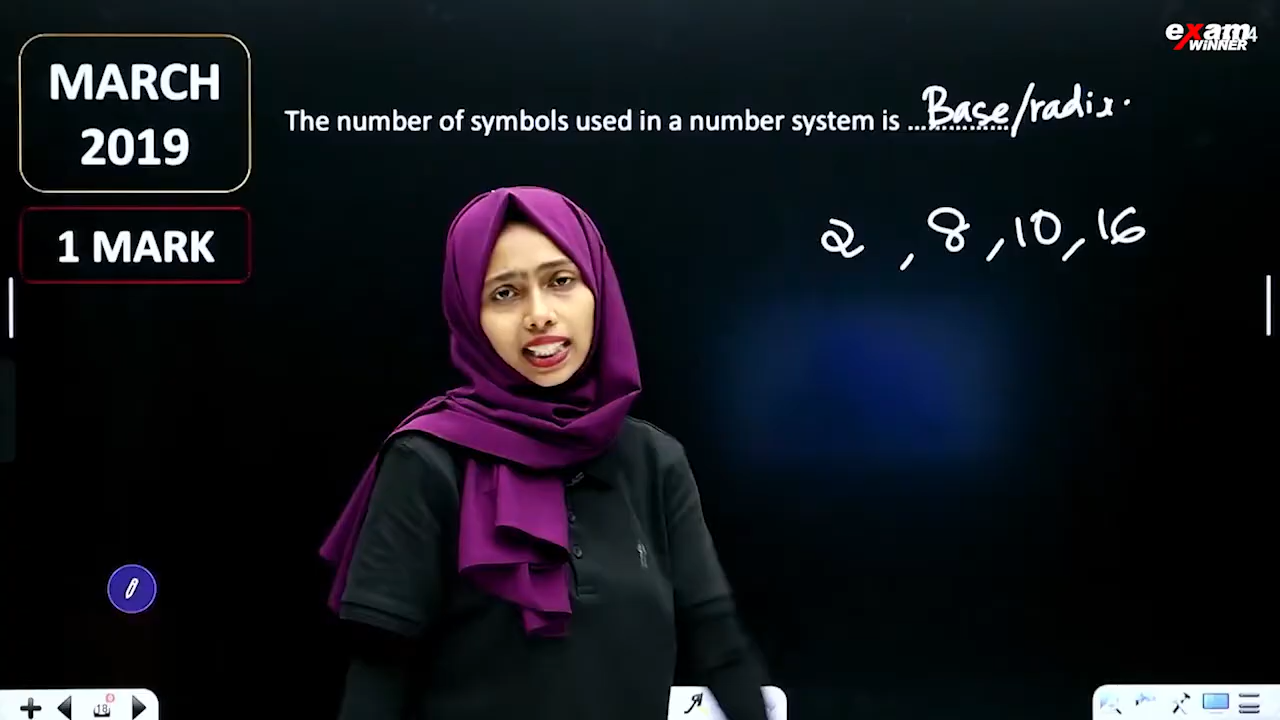 exam
WiNNER
MARCH
2019
The number of symbols used in a number system is .............. Base/radix.
1 MARK
2, 8, 10, 16
18